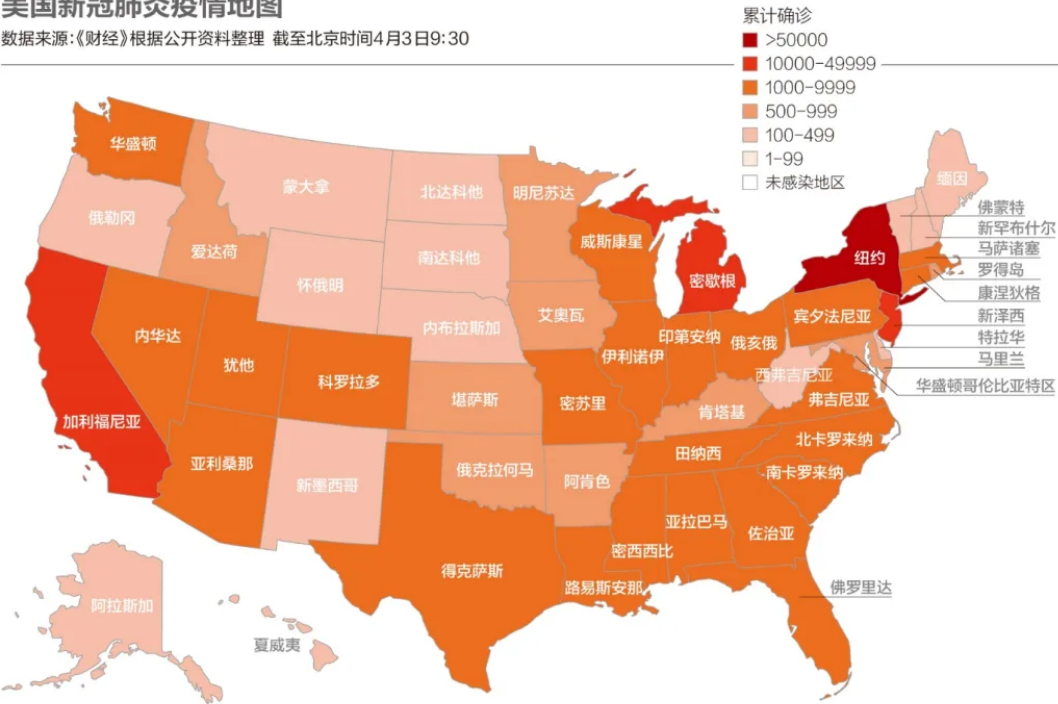 美国新冠肺炎疫情地图
数据来源:《财经》根据公开资料整理 截至北京时间4月3日9:30
累计确诊
>50000
10000-49999
1000-9999
500-999
100-499
1-99
未感染地区
华盛顿
蒙大拿
北达科他
明尼苏达
缅因
俄勒冈
爱达荷
威斯康星
佛蒙特
新罕布什尔
马萨诸塞
罗得岛
康涅狄格
新泽西
特拉华
马里兰
华盛顿哥伦比亚特区
南达科他
纽约
怀俄明
密歇根
内华达
内布拉斯加
艾奥瓦
宾夕法尼亚
犹他
科罗拉多
伊利诺伊
印第安纳
俄亥俄
西弗吉尼亚
堪萨斯
密苏里
肯塔基
弗吉尼亚
加利福尼亚
亚利桑那
新墨西哥
俄克拉何马
阿肯色
田纳西
北卡罗来纳
南卡罗来纳
亚拉巴马
佐治亚
密西西比
得克萨斯
路易斯安那
佛罗里达
阿拉斯加
夏威夷